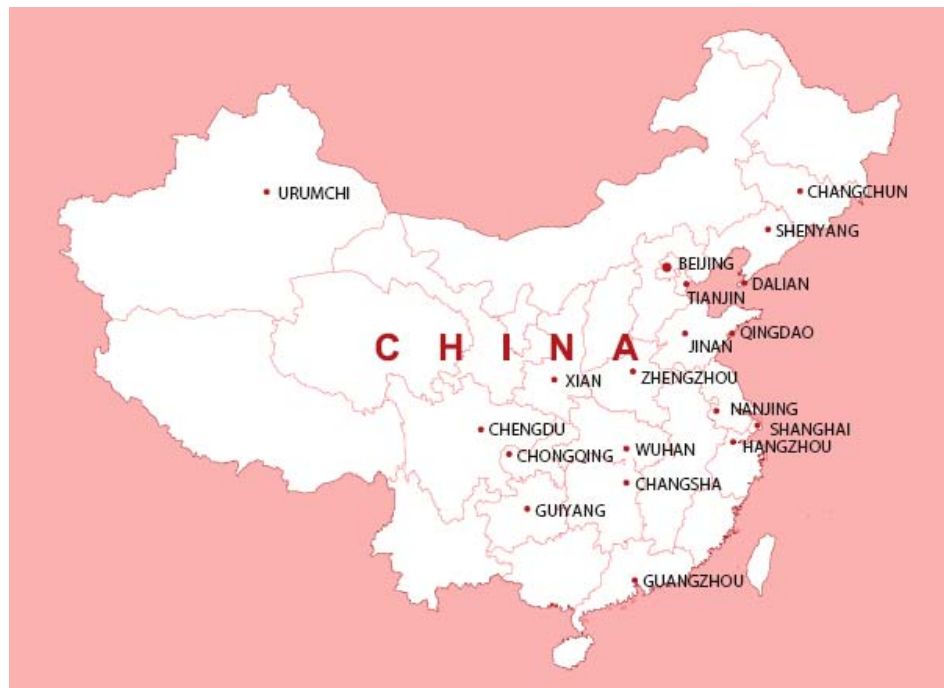 URUMCHI
CHANGCHUN
SHENYANG
BEIJING
DALIAN
TIANJIN
QINGDAO
JINAN
CHINA
XIAN
ZHENGZHOU
NANJING
SHANGHAI
CHENGDU
HANGZHOU
WUHAN
CHONGQING
CHANGSHA
GUIYANG
GUANGZHOU